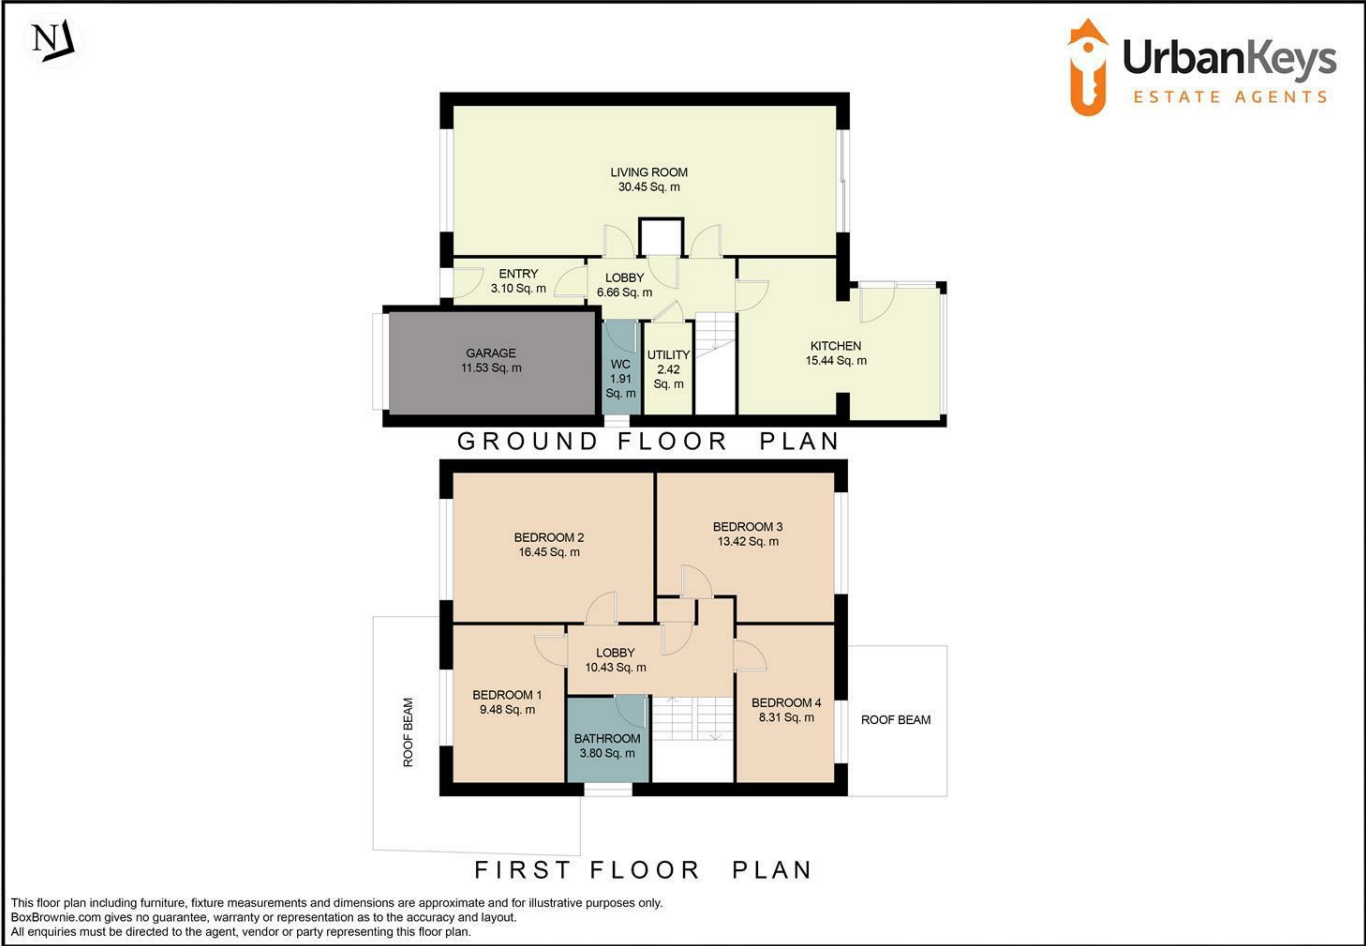 N
UrbanKeys
ESTATE AGENTS
LIVING ROOM
30.45 Sq. m
ENTRY
3.10 Sq. m
LOBBY
6.66 Sq. m
GARAGE
11.53 Sq. m
WC
1.91
Sq. m
UTILITY
2.42
Sq. m
KITCHEN
15.44 Sq. m
GROUND FLOOR PLAN
BEDROOM 2
16.45 Sq. m
BEDROOM 3
13.42 Sq. m
LOBBY
10.43 Sq. m
BEDROOM 1
9.48 Sq. m
BATHROOM
3.80 Sq. m
BEDROOM 4
8.31 Sq. m
ROOF BEAM
ROOF BEAM
FIRST FLOOR PLAN
This floor plan including furniture, fixture measurements and dimensions are approximate and for illustrative purposes only.
BoxBrownie.com gives no guarantee, warranty or representation as to the accuracy and layout.
All enquiries must be directed to the agent, vendor or party representing this floor plan.